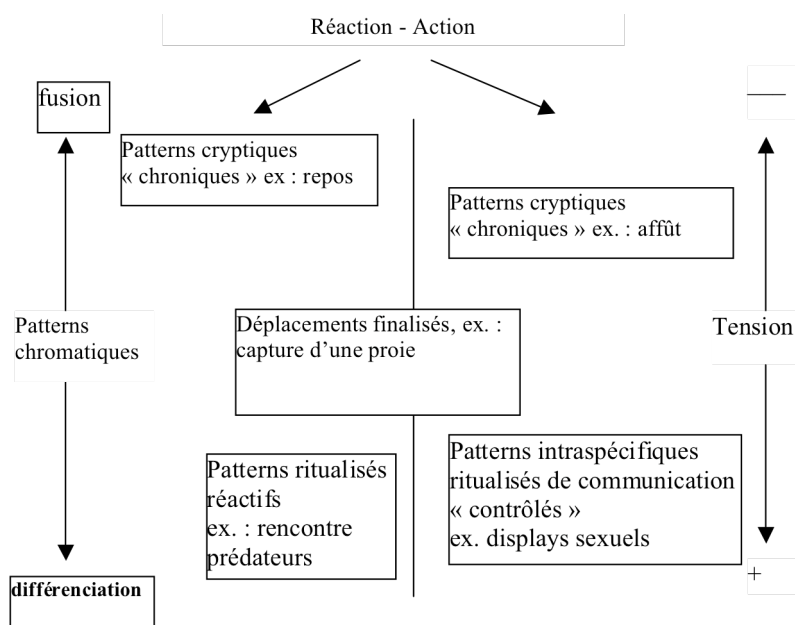 Réaction - Action
fusion
—
Patterns cryptiques
« chroniques » ex : repos
Patterns cryptiques
« chroniques » ex. : affût
Patterns
chromatiques
Déplacements finalisés, ex. :
capture d’une proie
Tension
Patterns ritualisés
réactifs
ex. : rencontre
prédateurs
Patterns intraspécifiques
ritualisés de communication
« contrôlés »
ex. displays sexuels
différenciation
+